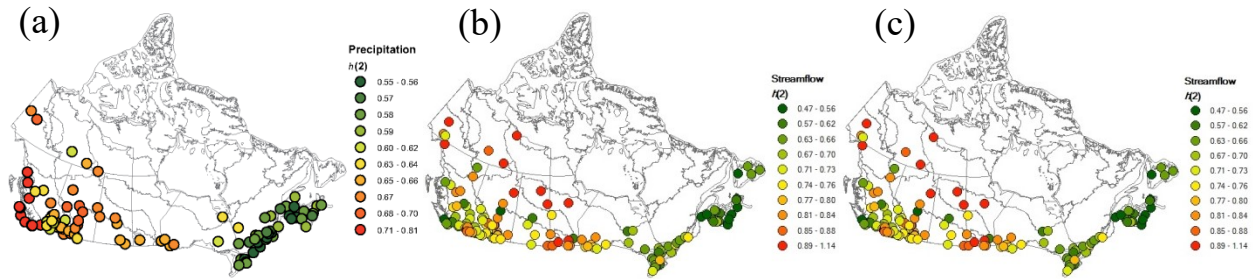 (a)
Precipitation
h(2)
0.55 - 0.56
0.57
0.58
0.59
0.60 - 0.62
0.63 - 0.64
0.65 - 0.66
0.67
0.68 - 0.70
0.71 - 0.81
(b)
Streamflow
h(2)
0.47 - 0.56
0.57 - 0.62
0.63 - 0.66
0.67 - 0.70
0.71 - 0.73
0.74 - 0.76
0.77 - 0.80
0.81 - 0.84
0.85 - 0.88
0.89 - 1.14
(c)
Streamflow
h(2)
0.47 - 0.56
0.57 - 0.62
0.63 - 0.66
0.67 - 0.70
0.71 - 0.73
0.74 - 0.76
0.77 - 0.80
0.81 - 0.84
0.85 - 0.88
0.89 - 1.14